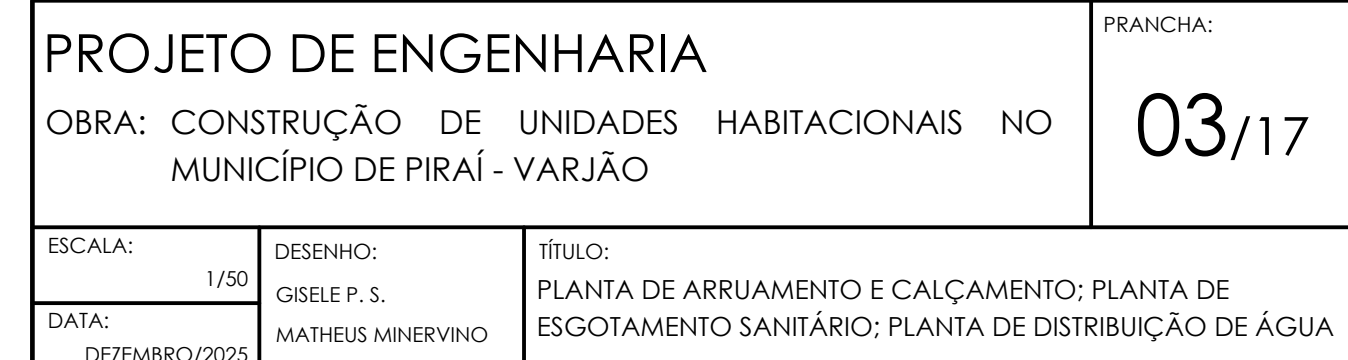 PROJETO DE ENGENHARIA
OBRA: CONSTRUÇÃO DE UNIDADES HABITACIONAIS NO
MUNICÍPIO DE PIRAÍ - VARJÃO
PRANCHA:
03/17
ESCALA:
1/50
DATA:
DEZEMBRO/2025
DESENHO:
GISELE P. S.
MATHEUS MINERVINO
TÍTULO:
PLANTA DE ARRUAMENTO E CALÇAMENTO; PLANTA DE
ESGOTAMENTO SANITÁRIO; PLANTA DE DISTRIBUIÇÃO DE ÁGUA